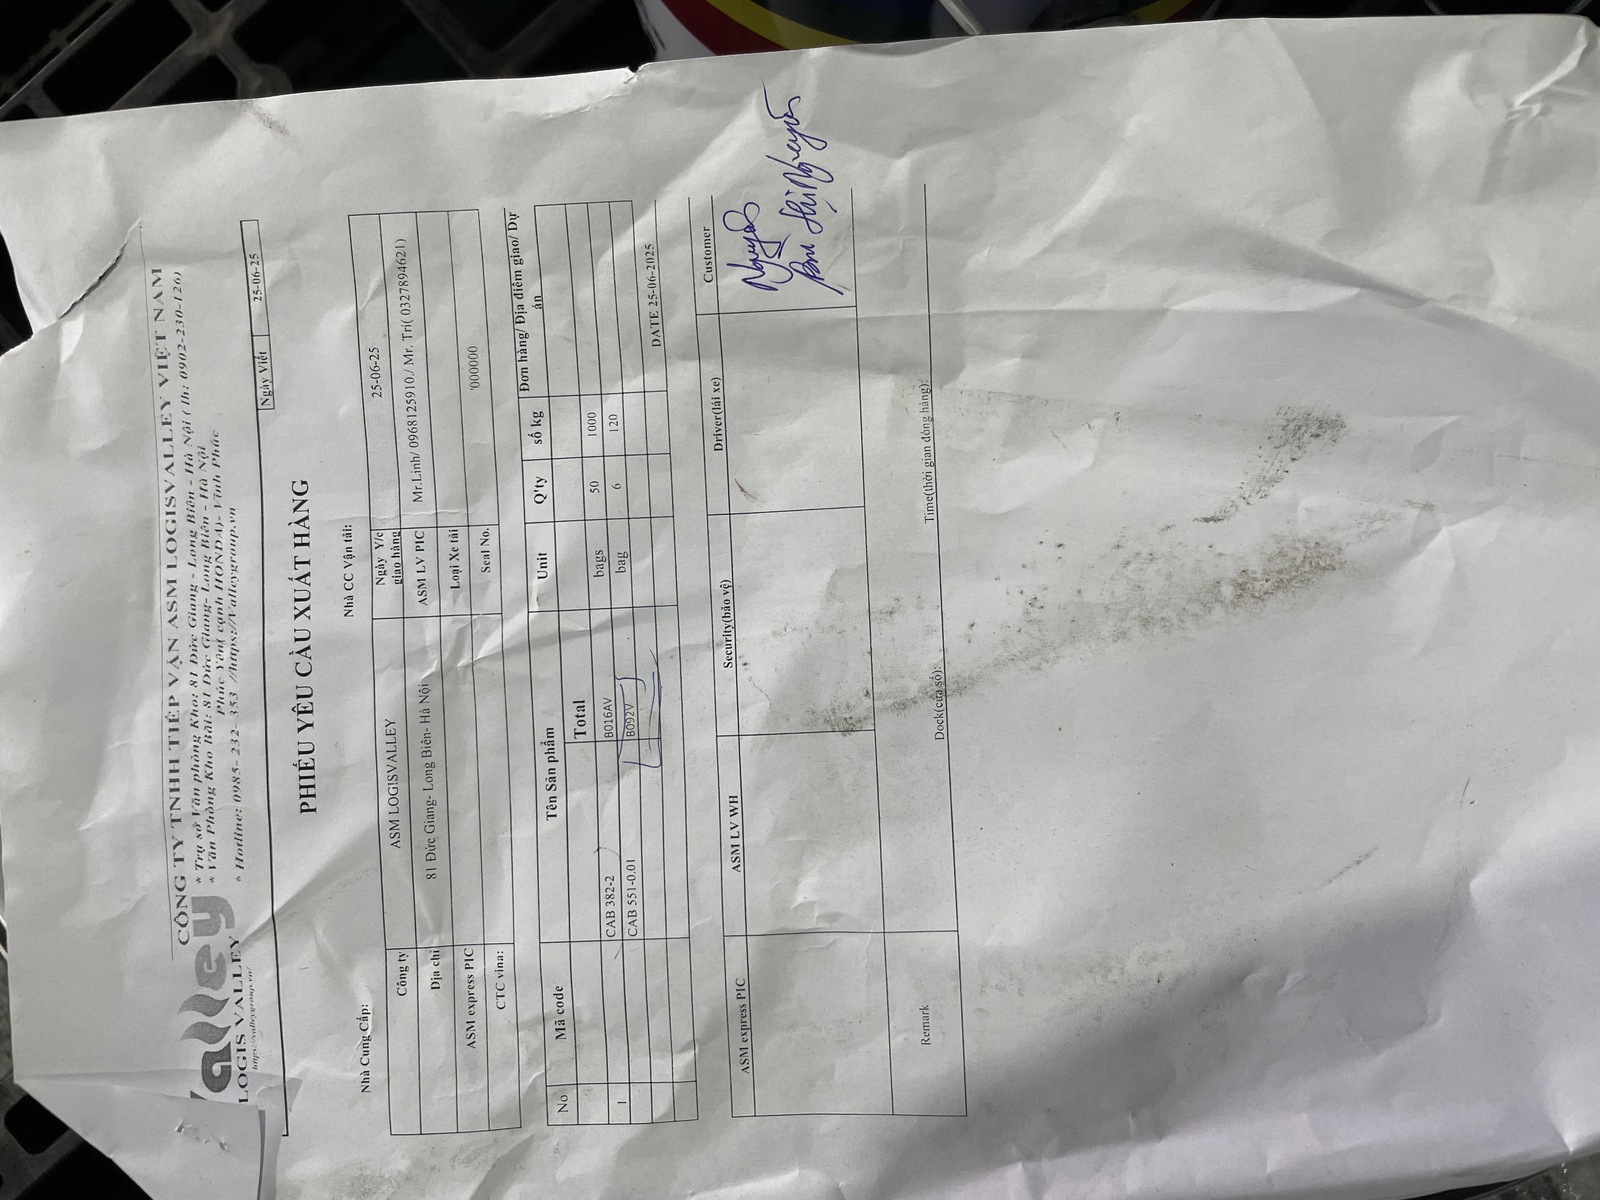 CÔNG TY TNHH TIẾP VẬN ASM LOGISVALLEY VIỆT NAM
* Trụ sở Văn phòng Kho: 81 Đức Giang - Long Biên - Hà Nội ( Th: 0902-230-126)
* Văn Phòng Kho Bãi: 81 Đức Giang- Long Biên - Hà Nội
Phúc Yên( cạnh HONDA)- Vĩnh Phúc
* Hotline: 0985- 232- 353 //https://Valleygroup.vn
Valley
LOGIS VALLEY
Ngày Viết 25-06-25
PHIẾU YÊU CẦU XUẤT HÀNG
Nhà Cung Cấp: Nhà CC Vận tải:
Công ty ASM LOGISVALLEY Ngày Y/c giao hàng 25-06-25
Địa chỉ 81 Đức Giang- Long Biên- Hà Nội ASM LV PIC Mr.Linh/ 0968125910./ Mr. Trí( 0327894621)
ASM express PIC Loại Xe tải
CTC vina: Seal No. '000000
No Mã code Tên Sản phẩm Unit Q'ty số kg Đơn hàng/ Địa điểm giao/ Dự án
Total
CAB 382-2 B016AV bags 50 1000
1 CAB 551-0.01 B092V bag 6 120
DATE 25-06-2025
ASM express PIC ASM LV WH Security(bảo vệ) Driver(lái xe) Customer
Nguyễn
Hải Nguyễn
Remark Dock(cửa số): Time(thời gian đóng hàng):